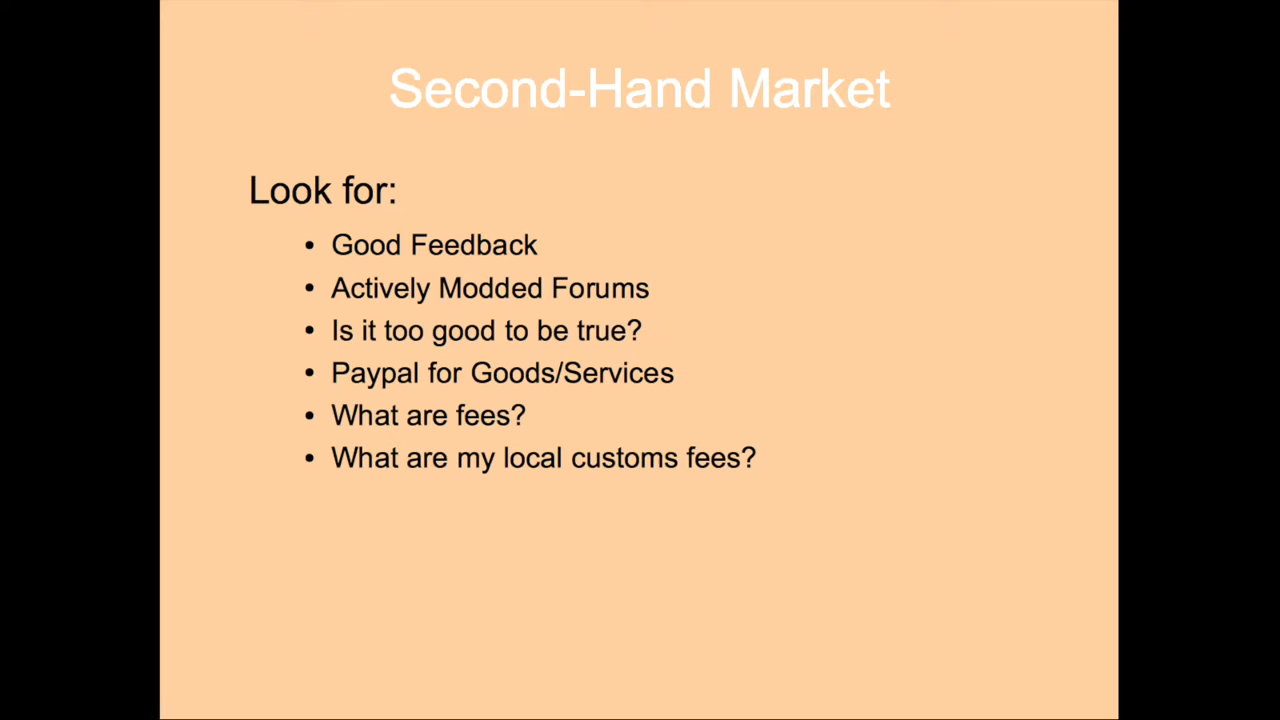 Second-Hand Market
Look for:
• Good Feedback
• Actively Modded Forums
• Is it too good to be true?
• Paypal for Goods/Services
• What are fees?
• What are my local customs fees?